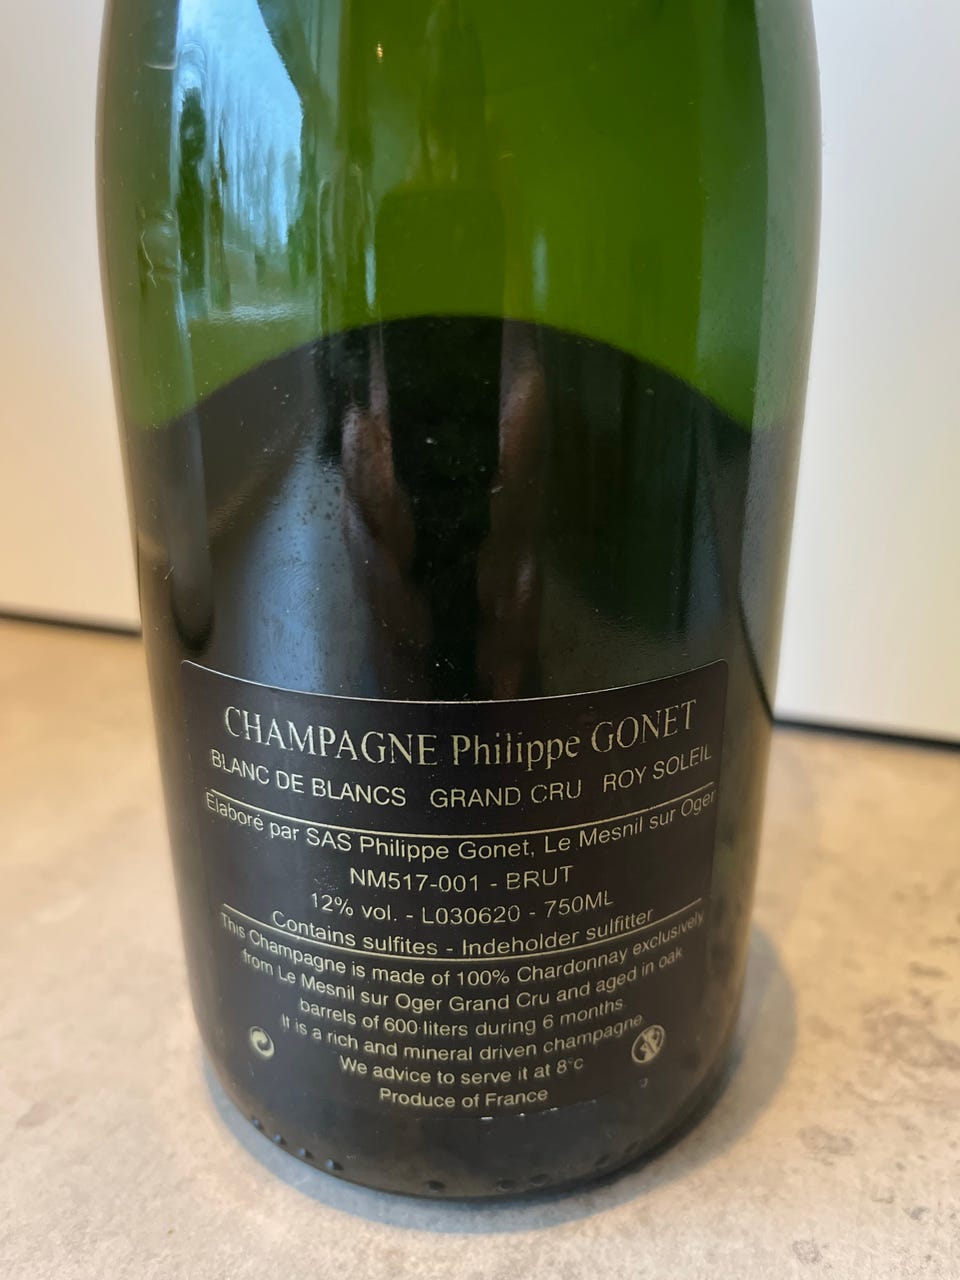 CHAMPAGNE Philippe GONET
BLANC DE BLANCS GRAND CRU ROY SOLEIL
Elaboré par SAS Philippe Gonet, Le Mesnil sur Oger
NM517-001 - BRUT
12% vol. - L030620 - 750ML
Contains sulfites - Indeholder sulfitter
This Champagne is made of 100% Chardonnay exclusively
from Le Mesnil sur Oger Grand Cru and aged in oak
barrels of 600 liters during 6 months.
It is a rich and mineral driven champagne.
We advice to serve it at 8°c
Produce of France